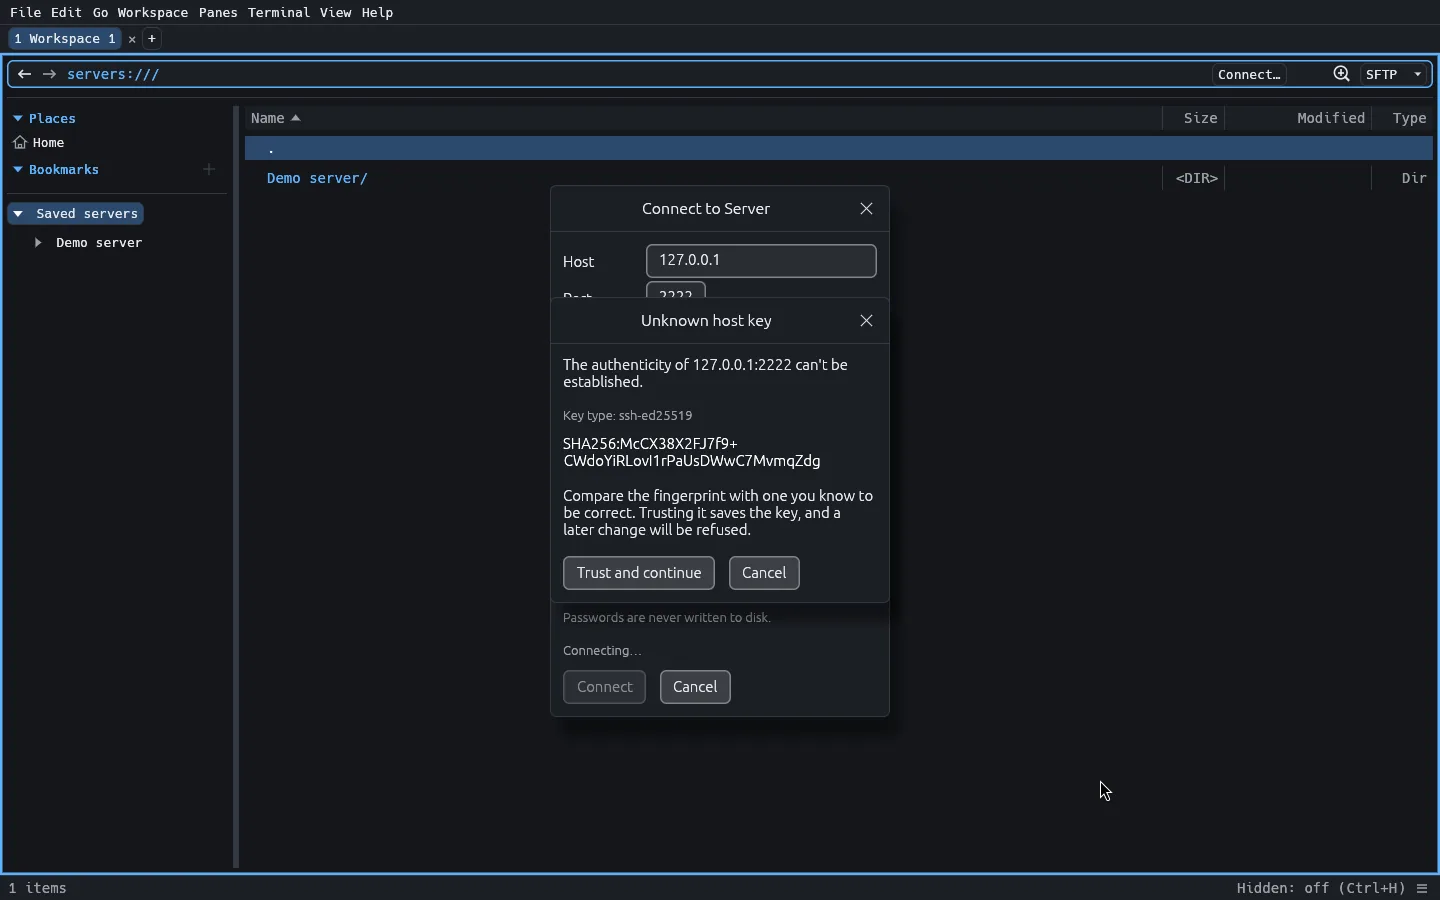 File Edit Go Workspace Panes Terminal View Help
1 Workspace 1 × +
servers:/// Connect… SFTP
Places
Home
Bookmarks
Saved servers
Demo server
Name Size Modified Type
.
Demo server/ <DIR> Dir
Connect to Server
Host 127.0.0.1
Port 2222
Unknown host key
The authenticity of 127.0.0.1:2222 can't be
established.
Key type: ssh-ed25519
SHA256:McCX38X2FJ7f9+
CWdoYiRLovI1rPaUsDWwC7MvmqZdg
Compare the fingerprint with one you know to
be correct. Trusting it saves the key, and a
later change will be refused.
Trust and continue Cancel
Passwords are never written to disk.
Connecting…
Connect Cancel
1 items Hidden: off (Ctrl+H)